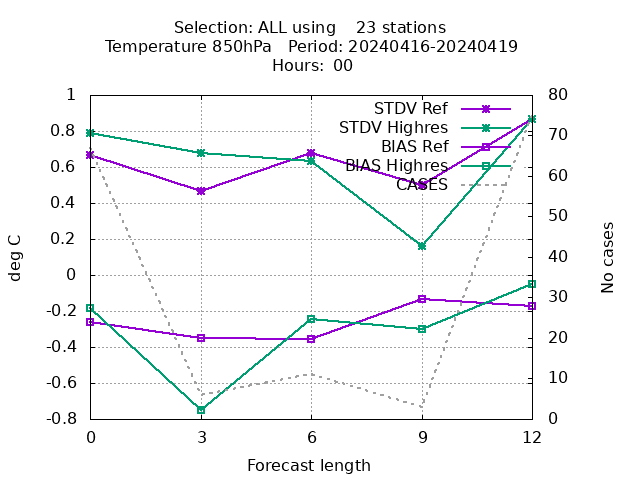 Selection: ALL using    23 stations
Temperature 850hPa   Period: 20240416-20240419
Hours:  00
1
0.8
0.6
0.4
0.2
0
-0.2
-0.4
-0.6
-0.8
deg C
STDV Ref
STDV Highres
BIAS Ref
BIAS Highres
CASES
80
70
60
50
40
30
20
10
0
No cases
0
3
6
9
12
Forecast length